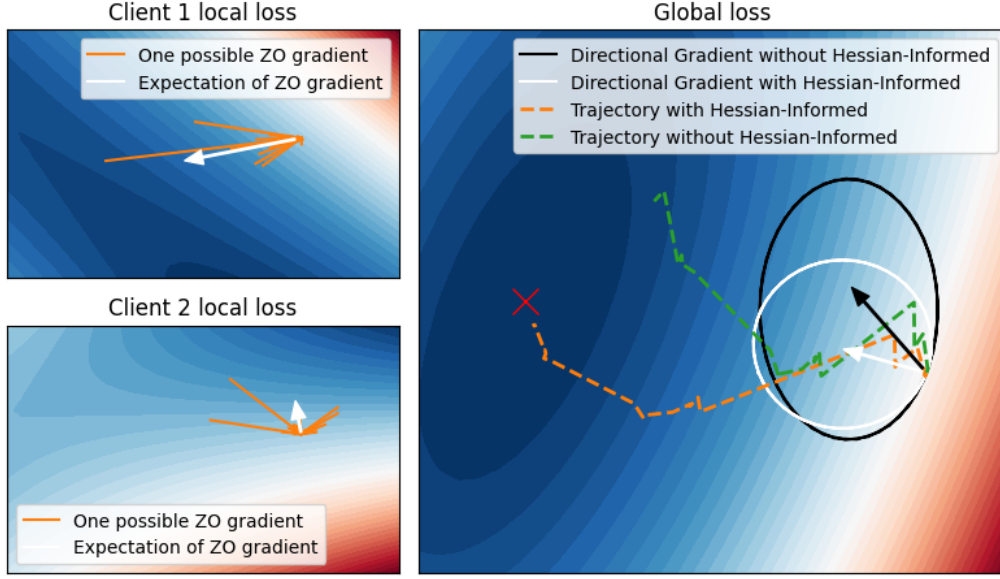 Client 1 local loss
One possible ZO gradient
Expectation of ZO gradient
Client 2 local loss
One possible ZO gradient
Expectation of ZO gradient
Global loss
Directional Gradient without Hessian-Informed
Directional Gradient with Hessian-Informed
Trajectory with Hessian-Informed
Trajectory without Hessian-Informed